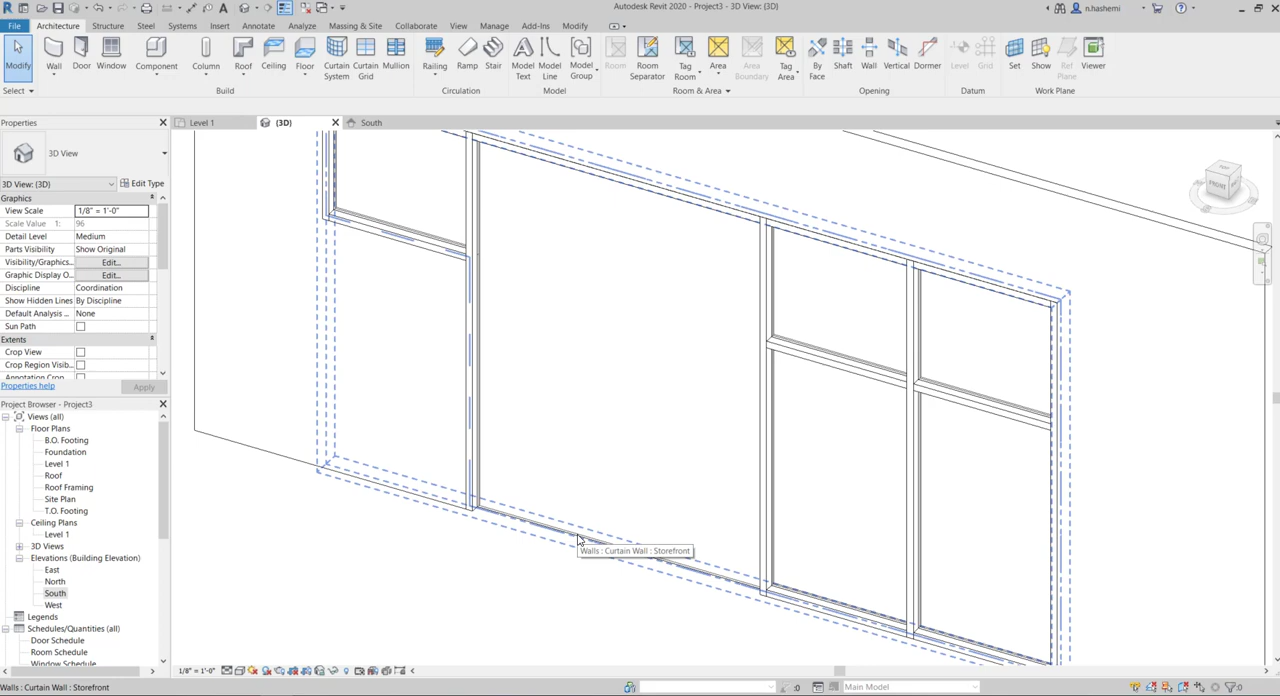 Autodesk Revit 2020 - Project3 - 3D View: {3D}
n.hashemi
File Architecture Structure Steel Systems Insert Annotate Analyze Massing & Site Collaborate View Manage Add-Ins Modify
Modify Wall Door Window Component Column Roof Ceiling Floor Curtain System Curtain Grid Mullion Railing Ramp Stair Model Text Model Line Model Group Room Room Separator Tag Room Area Area Boundary Tag Area By Face Shaft Wall Vertical Dormer Level Grid Set Show Ref Plane Viewer
Select Build Circulation Model Room & Area Opening Datum Work Plane
Properties
Level 1 {3D} South
3D View
3D View: {3D} Edit Type
Graphics
View Scale 1/8" = 1'-0"
Scale Value 1: 96
Detail Level Medium
Parts Visibility Show Original
Visibility/Graphics... Edit...
Graphic Display O... Edit...
Discipline Coordination
Show Hidden Lines By Discipline
Default Analysis ... None
Sun Path
Extents
Crop View
Crop Region Visib...
Annotation Crop
Properties help Apply
Project Browser - Project3
Views (all)
Floor Plans
B.O. Footing
Foundation
Level 1
Roof
Roof Framing
Site Plan
T.O. Footing
Ceiling Plans
Level 1
3D Views
Elevations (Building Elevation)
East
North
South
West
Legends
Schedules/Quantities (all)
Door Schedule
Room Schedule
Window Schedule
FRONT
Walls : Curtain Wall : Storefront
1/8" = 1'-0"
Walls : Curtain Wall : Storefront
:0 Main Model :0